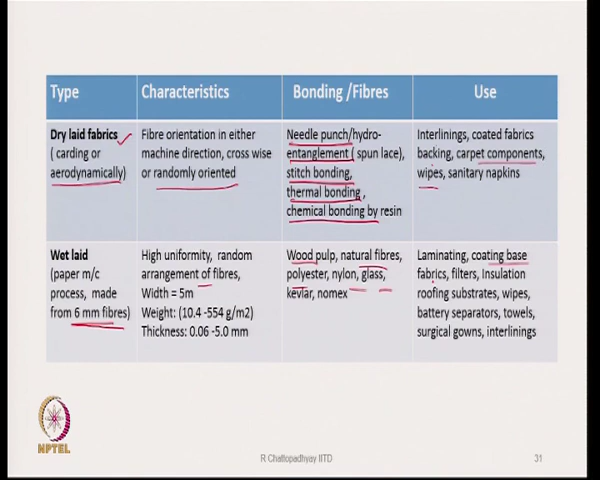 Type
Characteristics
Bonding /Fibres
Use
Dry laid fabrics
( carding or
aerodynamically)
Fibre orientation in either
machine direction, cross wise
or randomly oriented
Needle punch/hydro-
entanglement ( spun lace),
stitch bonding,
thermal bonding ,
chemical bonding by resin
Interlinings, coated fabrics
backing, carpet components,
wipes, sanitary napkins
Wet laid
(paper m/c
process, made
from 6 mm fibres)
High uniformity, random
arrangement of fibres,
Width = 5m
Weight: (10.4 -554 g/m2)
Thickness: 0.06 -5.0 mm
Wood pulp, natural fibres,
polyester, nylon, glass,
kevlar, nomex
Laminating, coating base
fabrics, filters, Insulation
roofing substrates, wipes,
battery separators, towels,
surgical gowns, interlinings
NPTEL
R Chattopadhyay IITD
31